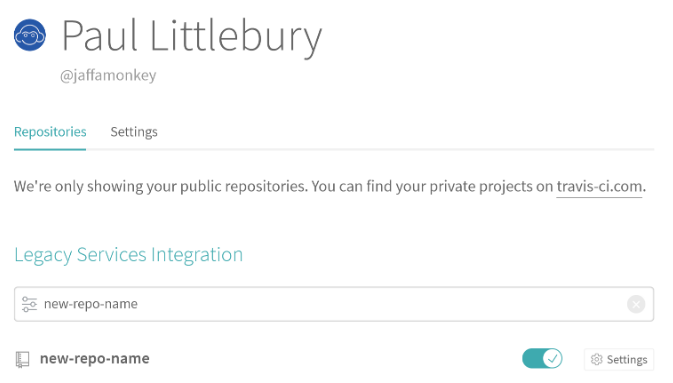 Paul Littlebury
@jaffamonkey
Repositories Settings
We're only showing your public repositories. You can find your private projects on travis-ci.com.
Legacy Services Integration
new-repo-name
new-repo-name Settings